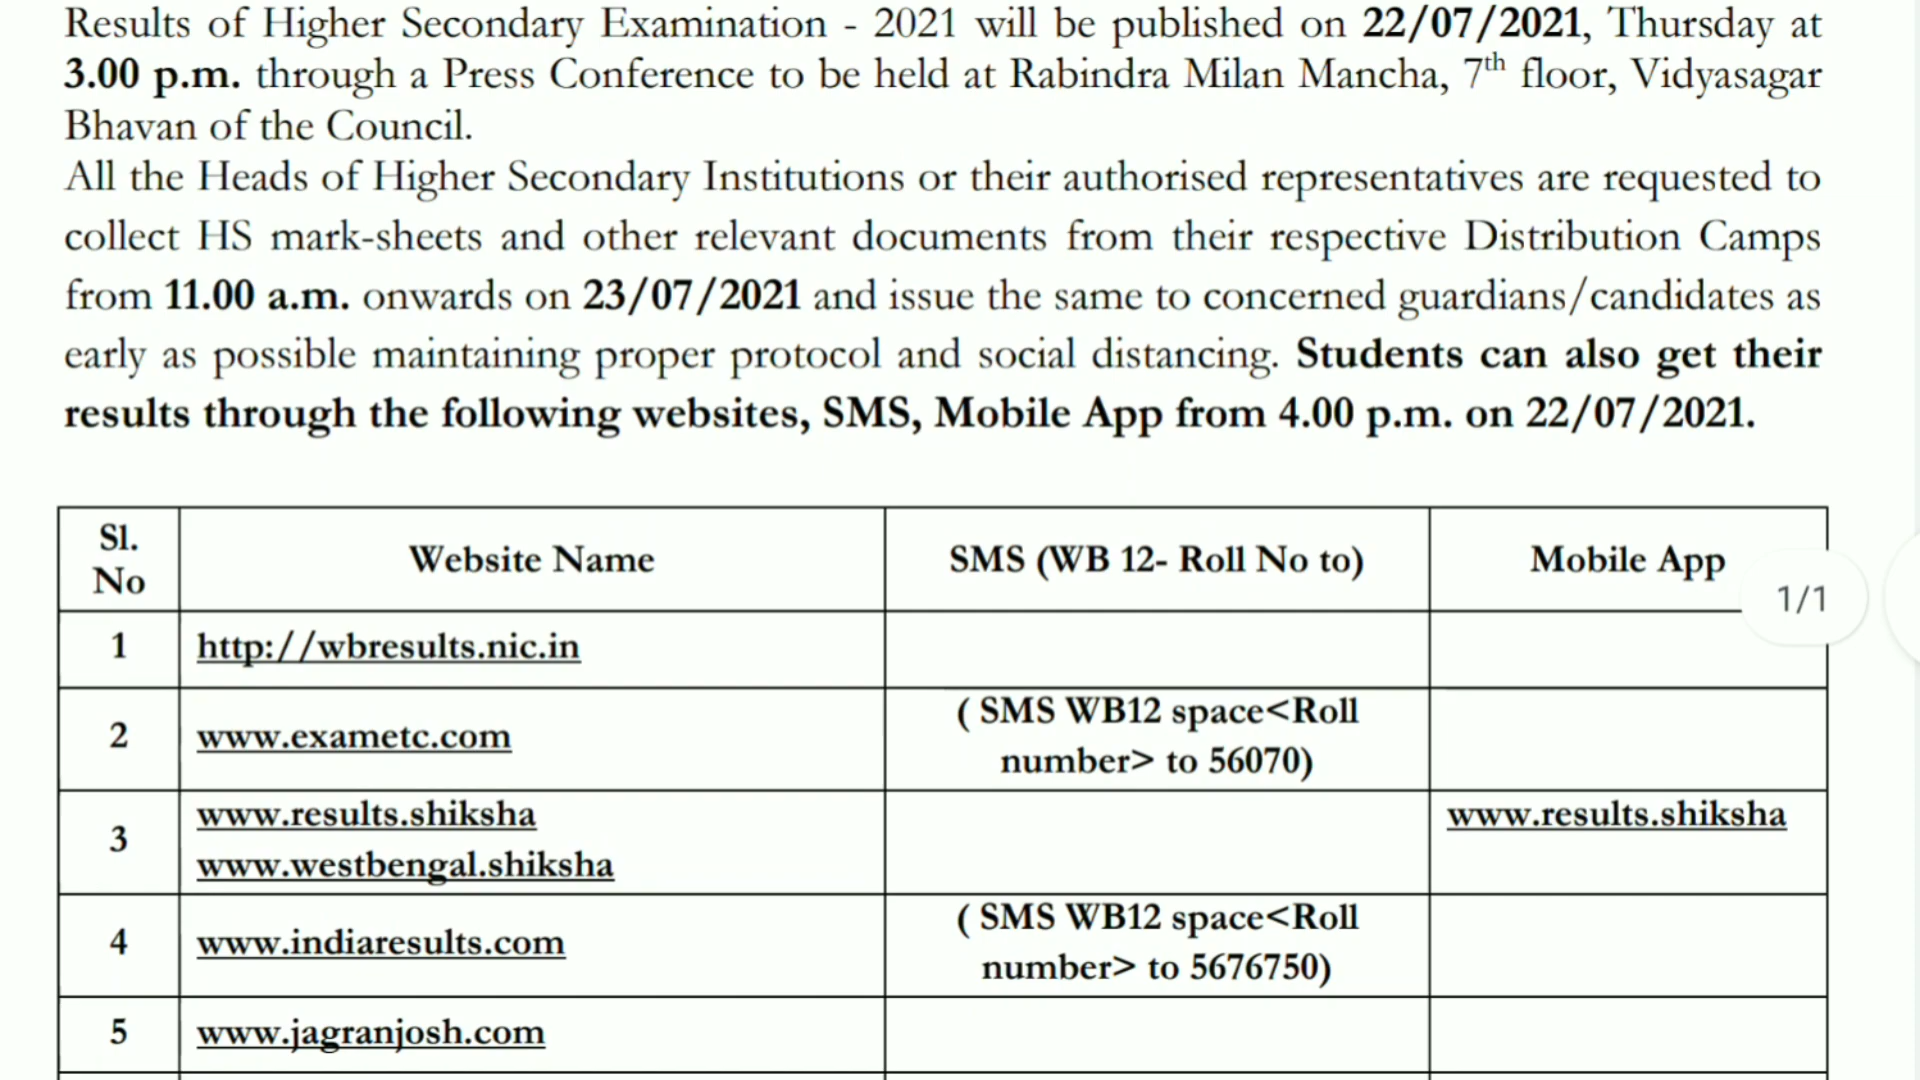 Results of Higher Secondary Examination - 2021 will be published on 22/07/2021, Thursday at
3.00 p.m. through a Press Conference to be held at Rabindra Milan Mancha, 7th floor, Vidyasagar
Bhavan of the Council.
All the Heads of Higher Secondary Institutions or their authorised representatives are requested to
collect HS mark-sheets and other relevant documents from their respective Distribution Camps
from 11.00 a.m. onwards on 23/07/2021 and issue the same to concerned guardians/candidates as
early as possible maintaining proper protocol and social distancing. Students can also get their
results through the following websites, SMS, Mobile App from 4.00 p.m. on 22/07/2021.
Sl.
No
Website Name
SMS (WB 12- Roll No to)
Mobile App
1/1
1
http://wbresults.nic.in
2
www.exametc.com
( SMS WB12 space<Roll
number> to 56070)
3
www.results.shiksha
www.westbengal.shiksha
www.results.shiksha
4
www.indiaresults.com
( SMS WB12 space<Roll
number> to 5676750)
5
www.jagranjosh.com